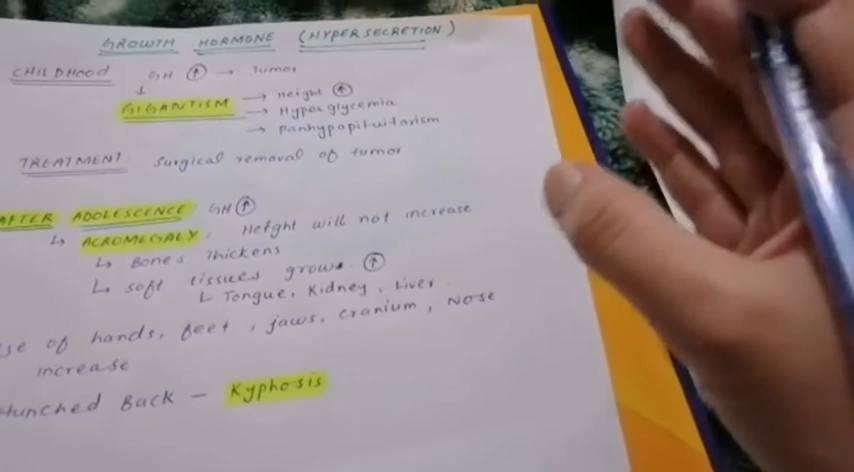 GROWTH HORMONE (HYPERSECRETION)
CHILDHOOD GH ↑ → Tumor
↓
GIGANTISM → Height ↑
→ Hyperglycemia
→ Panhypopituitarism
TREATMENT Surgical removal of tumor
AFTER ADOLESCENCE GH ↑
↳ ACROMEGALY: Height will not increase
↳ Bones Thickens
↳ soft tissues grows ↑
↳ Tongue, Kidney, Liver
of hands, feet, jaws, cranium, Nose
increase
Hunched Back – Kyphosis